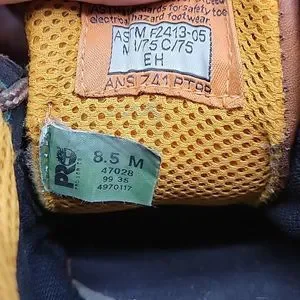 standards for safety toe
electrical hazard footwear.
ASTM F2413-05
M I/75 C/75
EH
ANSI Z41 PT99
PRO
8.5 M
47028
99 35
4970117